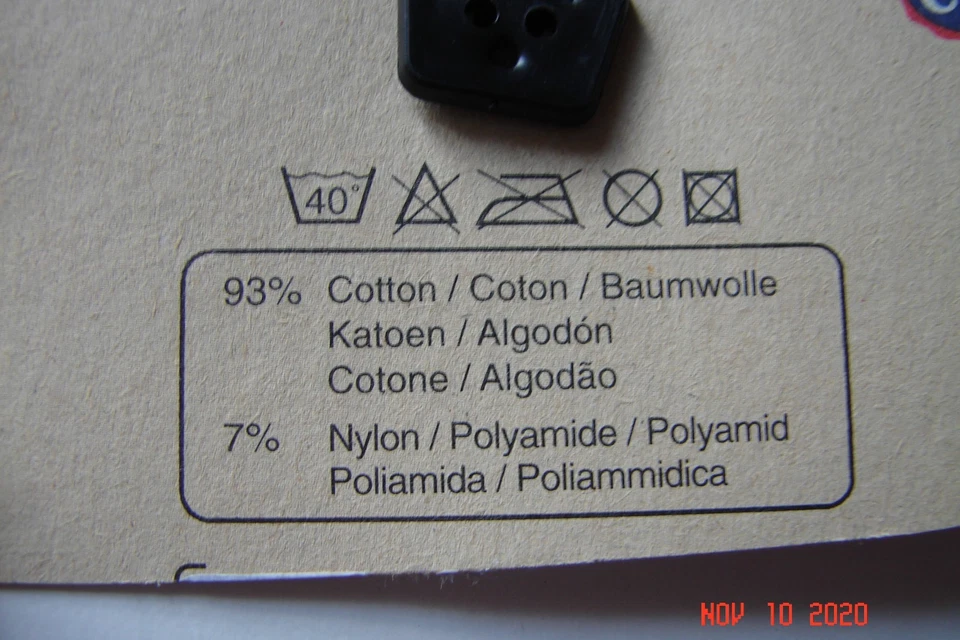 40°
93% Cotton / Coton / Baumwolle
Katoen / Algodón
Cotone / Algodão
7% Nylon / Polyamide / Polyamid
Poliamida / Poliammidica
NOV 10 2020